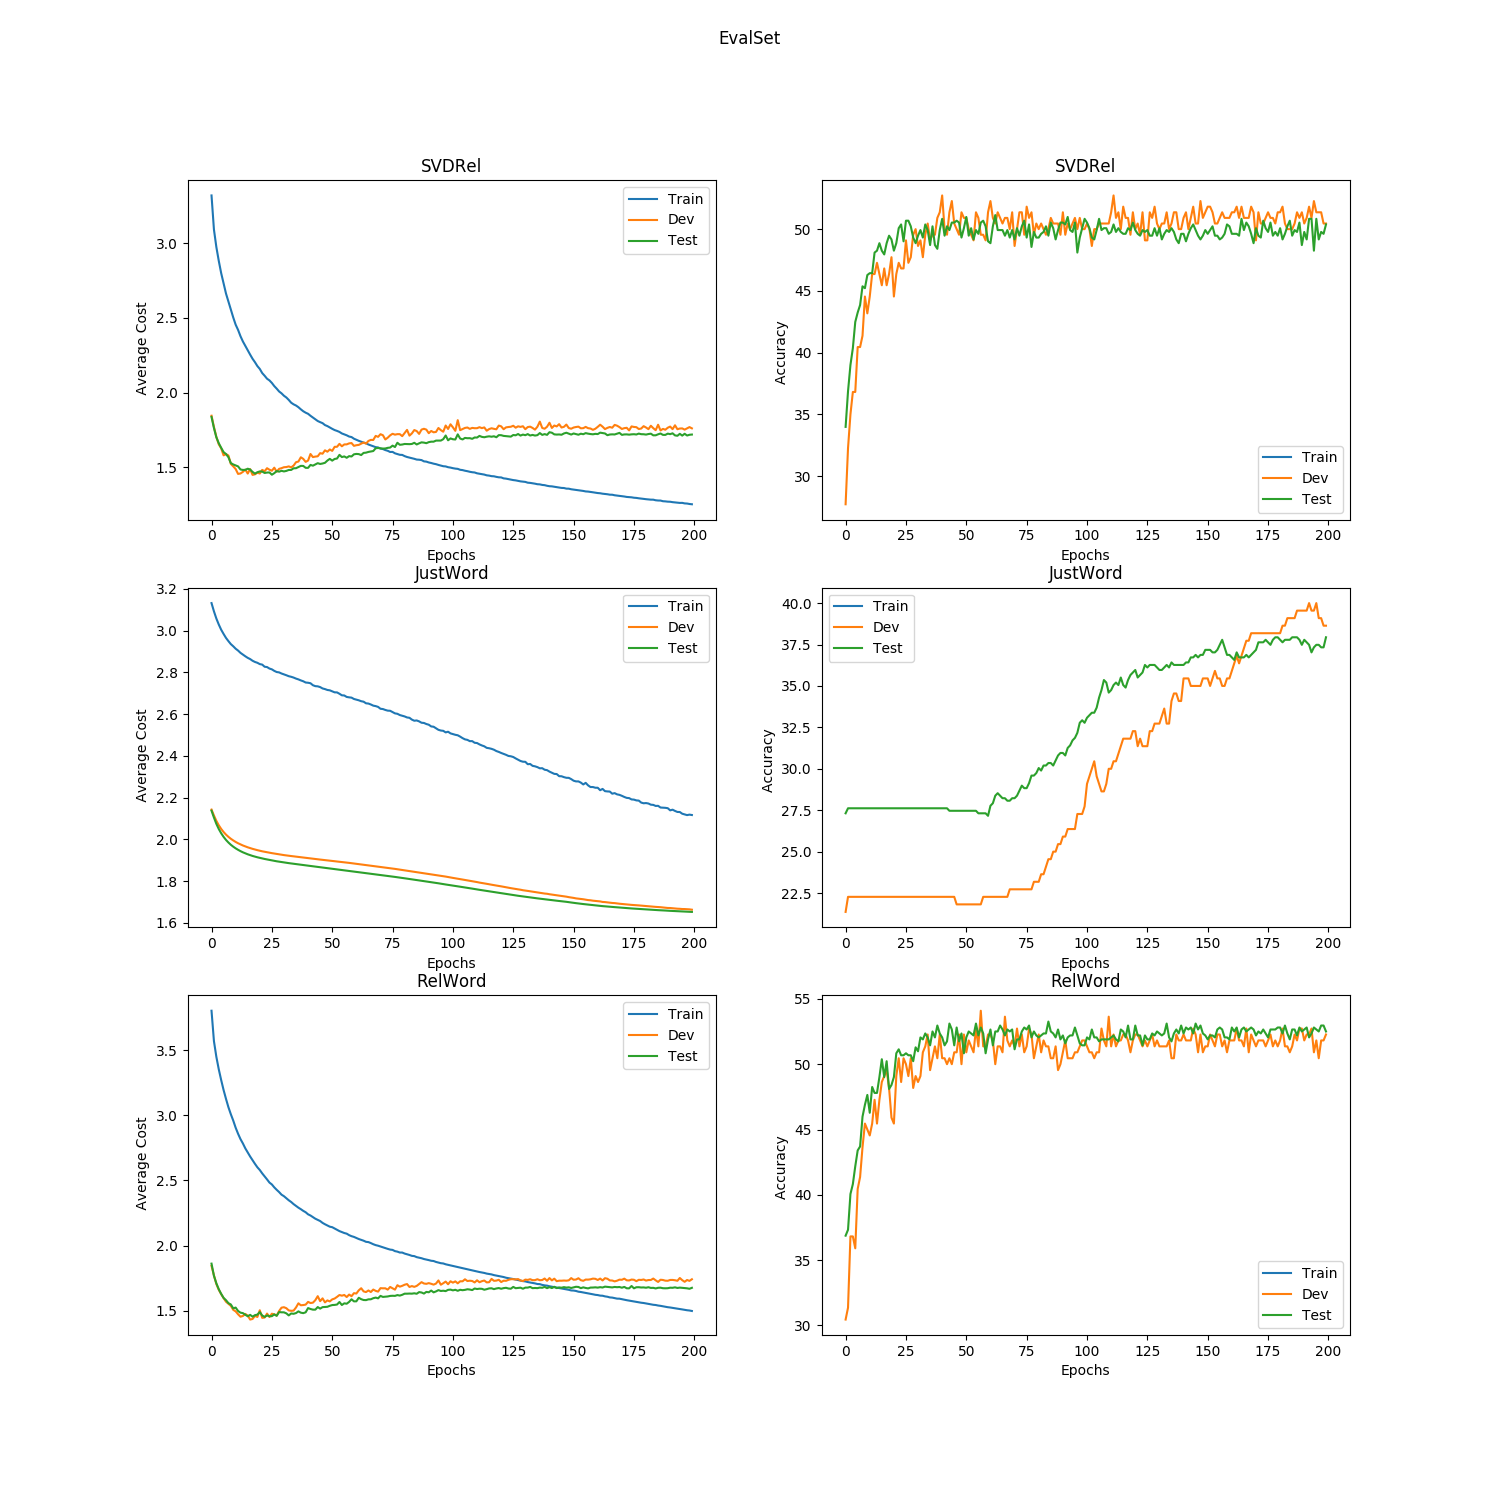 EvalSet
SVDRel
Average Cost
3.0
2.5
2.0
1.5
Train
Dev
Test
0 25 50 75 100 125 150 175 200
Epochs
SVDRel
Accuracy
50
45
40
35
30
Train
Dev
Test
0 25 50 75 100 125 150 175 200
Epochs
JustWord
Average Cost
3.2
3.0
2.8
2.6
2.4
2.2
2.0
1.8
1.6
Train
Dev
Test
0 25 50 75 100 125 150 175 200
Epochs
JustWord
Accuracy
40.0
37.5
35.0
32.5
30.0
27.5
25.0
22.5
Train
Dev
Test
0 25 50 75 100 125 150 175 200
Epochs
RelWord
Average Cost
3.5
3.0
2.5
2.0
1.5
Train
Dev
Test
0 25 50 75 100 125 150 175 200
Epochs
RelWord
Accuracy
55
50
45
40
35
30
Train
Dev
Test
0 25 50 75 100 125 150 175 200
Epochs